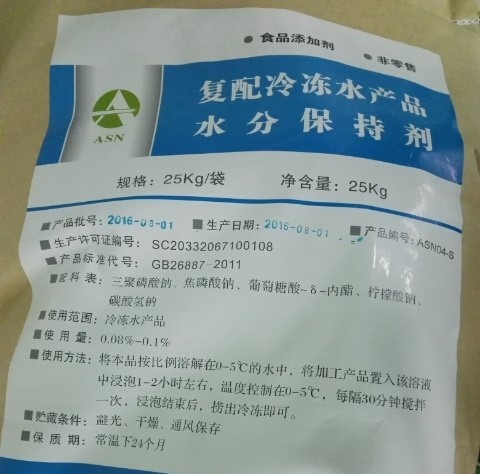 ● 食品添加剂
● 非零售
ASN
复配冷冻水产品
水分保持剂
规格：25Kg/袋 净含量：25Kg
■产品批号：2016-08-01 ■生产日期：2016-08-01 ■产品编号：ASN04-S
■生产许可证编号：SC20332067100108
■产品标准代号：GB26887-2011
■配料表：三聚磷酸钠、焦磷酸钠、葡萄糖酸-δ-内酯、柠檬酸钠、
碳酸氢钠
■使用范围：冷冻水产品
■使用量：0.08%-0.1%
■使用方法：将本品按比例溶解在0-5℃的水中，将加工产品置入该溶液
中浸泡1-2小时左右，温度控制在0-5℃，每隔30分钟搅拌
一次，浸泡结束后，捞出冷冻即可。
■贮藏条件：避光、干燥、通风保存
■保质期：常温下24个月